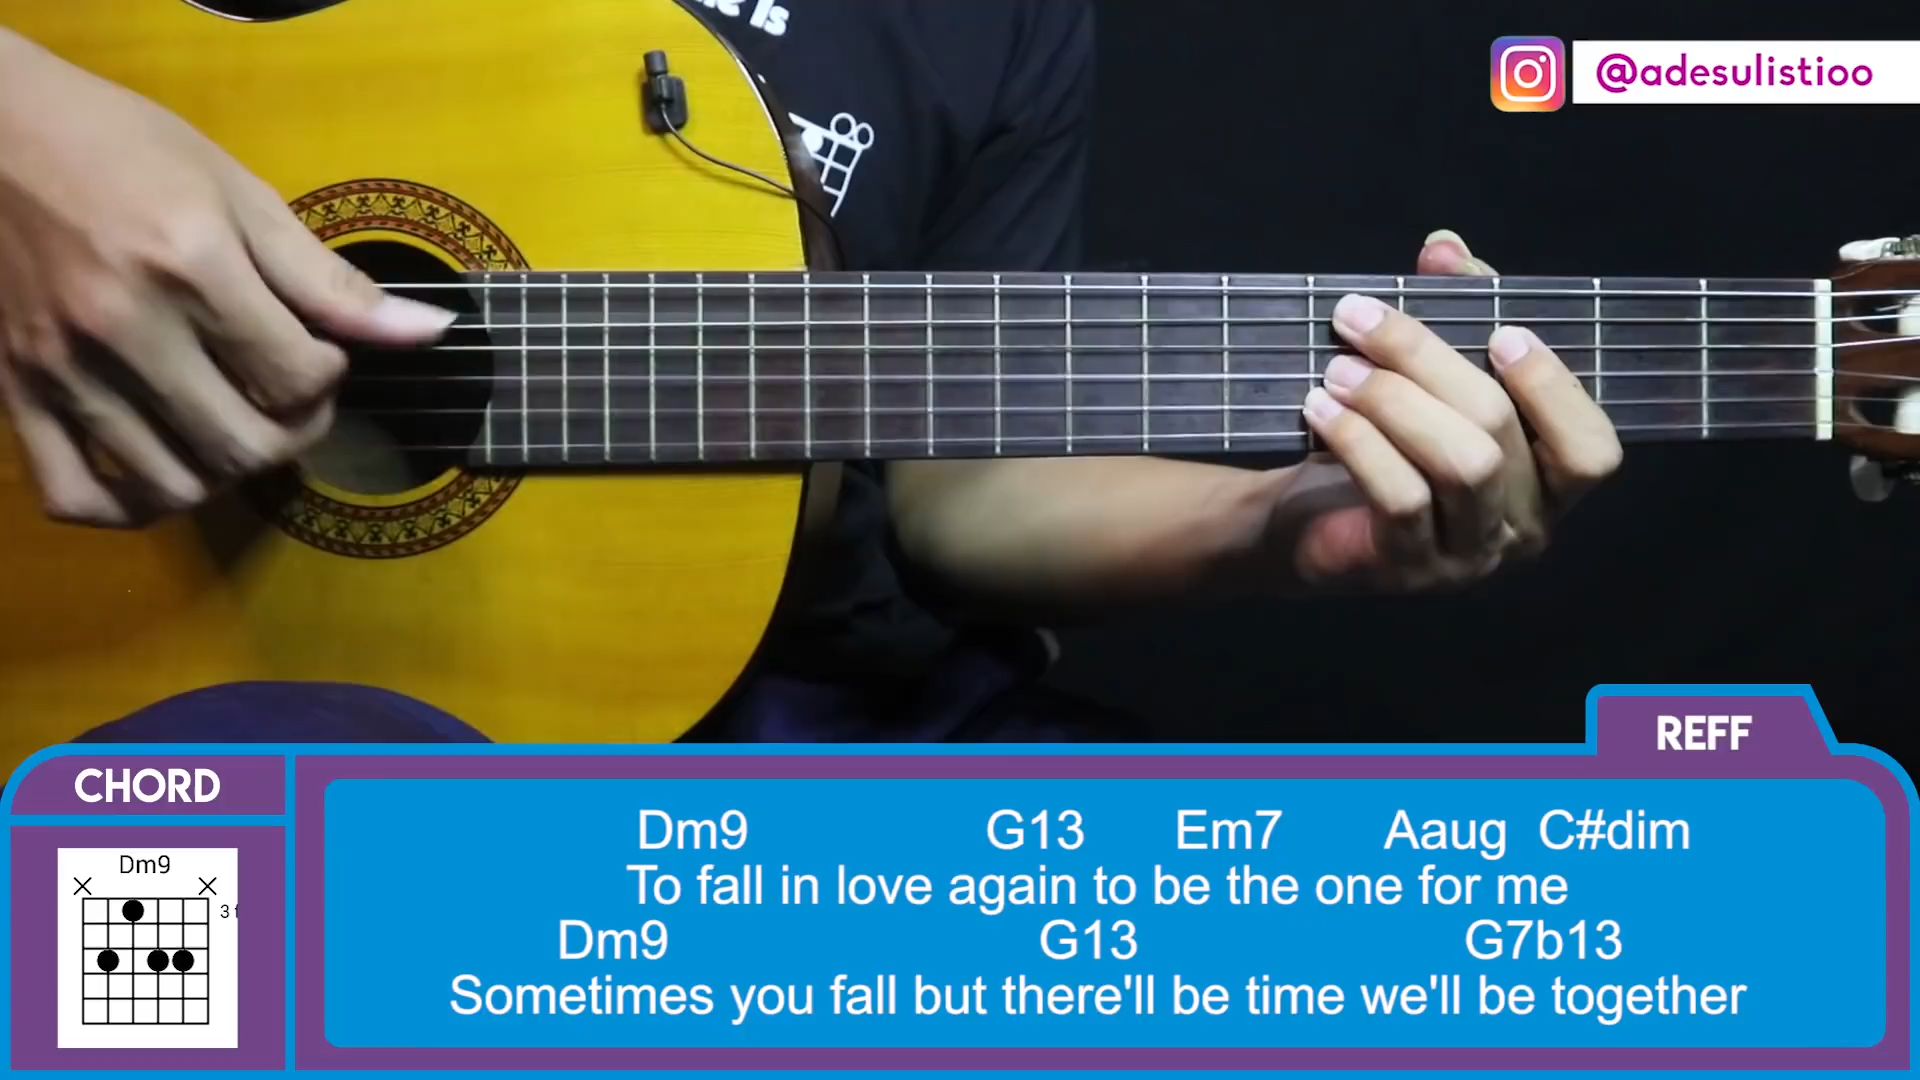 Is
@adesulistioo
REFF
CHORD
Dm9
3
Dm9 G13 Em7 Aaug C#dim
To fall in love again to be the one for me
Dm9 G13 G7b13
Sometimes you fall but there'll be time we'll be together